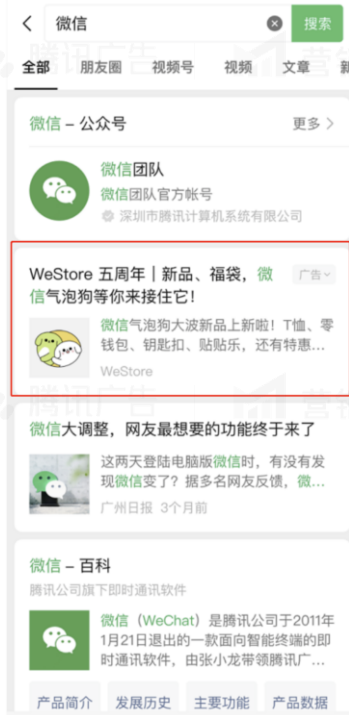 微信
搜索
全部 朋友圈 视频号 视频 文章
微信 – 公众号 更多
微信团队
微信团队官方帐号
深圳市腾讯计算机系统有限公司
WeStore 五周年｜新品、福袋，微 广告
信气泡狗等你来接住它！
微信气泡狗大波新品上新啦！T恤、零
钱包、钥匙扣、贴贴乐，还有特惠...
WeStore
腾讯广告
微信大调整，网友最想要的功能终于来了
这两天登陆电脑版微信时，有没有发
现微信变了？据多名网友反馈，微...
广州日报 3个月前
微信 – 百科
腾讯公司旗下即时通讯软件
微信（WeChat）是腾讯公司于2011年
1月21日退出的一款面向智能终端的即
时通讯软件，由张小龙带领腾讯广...
产品简介 发展历史 主要功能 产品数据